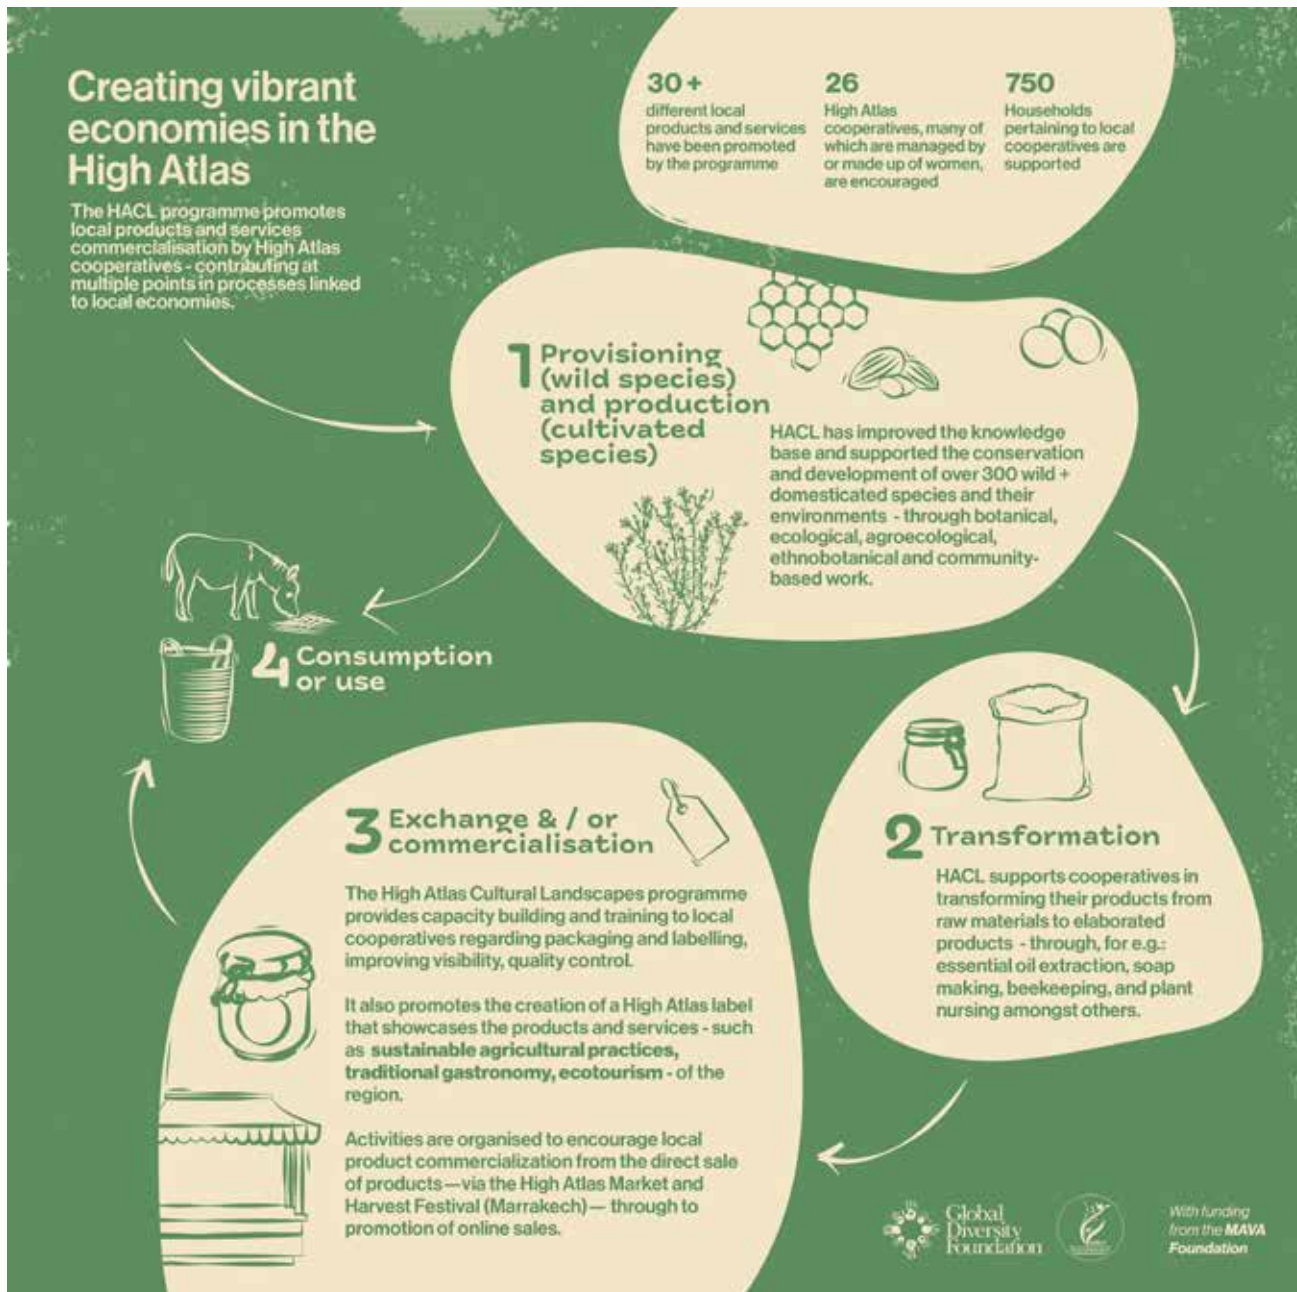 Creating vibrant
economies in the
High Atlas
The HACL programme promotes
local products and services
commercialisation by High Atlas
cooperatives - contributing at
multiple points in processes linked
to local economies.
30+
different local
products and services
have been promoted
by the programme
26
High Atlas
cooperatives, many of
which are managed by
or made up of women,
are encouraged
750
Households
pertaining to local
cooperatives are
supported
1 Provisioning
(wild species)
and production
(cultivated
species)
HACL has improved the knowledge
base and supported the conservation
and development of over 300 wild +
domesticated species and their
environments - through botanical,
ecological, agroecological,
ethnobotanical and community-
based work.
2 Transformation
HACL supports cooperatives in
transforming their products from
raw materials to elaborated
products - through, for e.g.:
essential oil extraction, soap
making, beekeeping, and plant
nursing amongst others.
3 Exchange & / or
commercialisation
The High Atlas Cultural Landscapes programme
provides capacity building and training to local
cooperatives regarding packaging and labelling,
improving visibility, quality control.
It also promotes the creation of a High Atlas label
that showcases the products and services - such
as sustainable agricultural practices,
traditional gastronomy, ecotourism - of the
region.
Activities are organised to encourage local
product commercialization from the direct sale
of products—via the High Atlas Market and
Harvest Festival (Marrakech)— through to
promotion of online sales.
4 Consumption
or use
Global
Diversity
Foundation
With funding
from the MAVA
Foundation